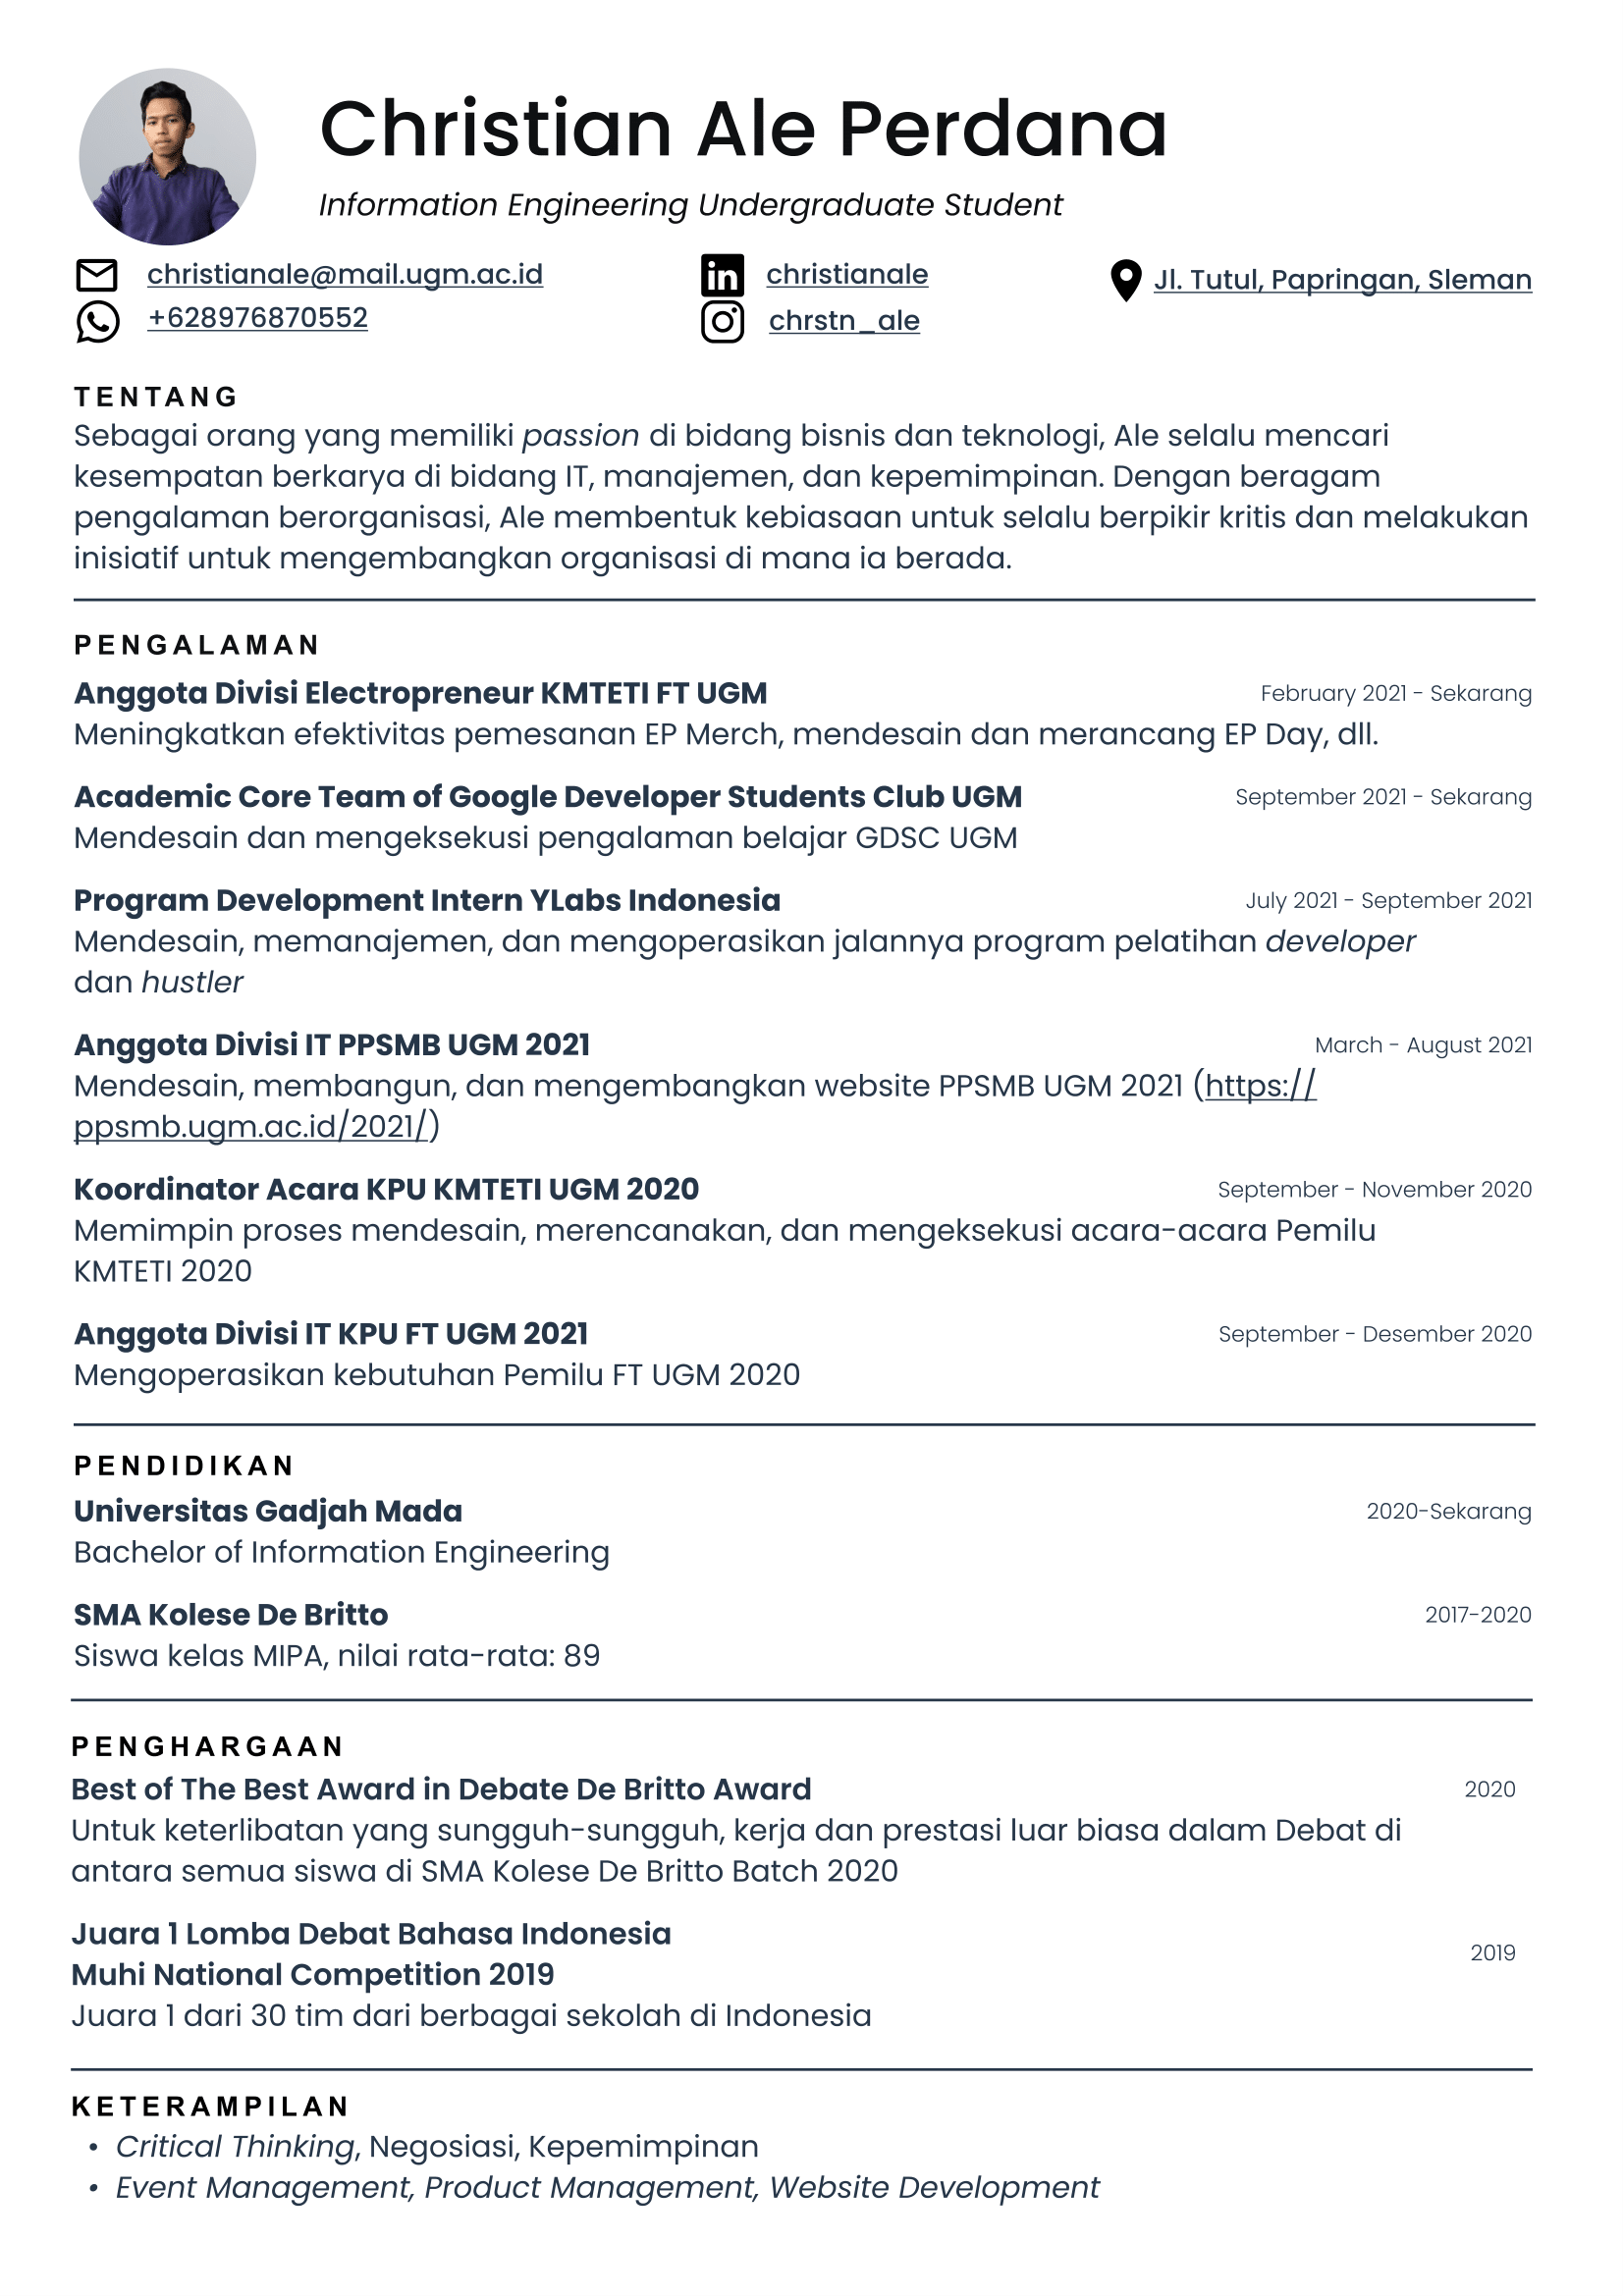 Christian Ale Perdana
Information Engineering Undergraduate Student
christianale@mail.ugm.ac.id
+628976870552
christianale
chrstn_ale
Jl. Tutul, Papringan, Sleman
TENTANG
Sebagai orang yang memiliki passion di bidang bisnis dan teknologi, Ale selalu mencari
kesempatan berkarya di bidang IT, manajemen, dan kepemimpinan. Dengan beragam
pengalaman berorganisasi, Ale membentuk kebiasaan untuk selalu berpikir kritis dan melakukan
inisiatif untuk mengembangkan organisasi di mana ia berada.
PENGALAMAN
Anggota Divisi Electropreneur KMTETI FT UGM
February 2021 - Sekarang
Meningkatkan efektivitas pemesanan EP Merch, mendesain dan merancang EP Day, dll.
Academic Core Team of Google Developer Students Club UGM
September 2021 - Sekarang
Mendesain dan mengeksekusi pengalaman belajar GDSC UGM
Program Development Intern YLabs Indonesia
July 2021 - September 2021
Mendesain, memanajemen, dan mengoperasikan jalannya program pelatihan developer
dan hustler
Anggota Divisi IT PPSMB UGM 2021
March - August 2021
Mendesain, membangun, dan mengembangkan website PPSMB UGM 2021 (https://
ppsmb.ugm.ac.id/2021/)
Koordinator Acara KPU KMTETI UGM 2020
September - November 2020
Memimpin proses mendesain, merencanakan, dan mengeksekusi acara-acara Pemilu
KMTETI 2020
Anggota Divisi IT KPU FT UGM 2021
September - Desember 2020
Mengoperasikan kebutuhan Pemilu FT UGM 2020
PENDIDIKAN
Universitas Gadjah Mada
2020-Sekarang
Bachelor of Information Engineering
SMA Kolese De Britto
2017-2020
Siswa kelas MIPA, nilai rata-rata: 89
PENGHARGAAN
Best of The Best Award in Debate De Britto Award
2020
Untuk keterlibatan yang sungguh-sungguh, kerja dan prestasi luar biasa dalam Debat di
antara semua siswa di SMA Kolese De Britto Batch 2020
Juara 1 Lomba Debat Bahasa Indonesia
Muhi National Competition 2019
2019
Juara 1 dari 30 tim dari berbagai sekolah di Indonesia
KETERAMPILAN
• Critical Thinking, Negosiasi, Kepemimpinan
• Event Management, Product Management, Website Development